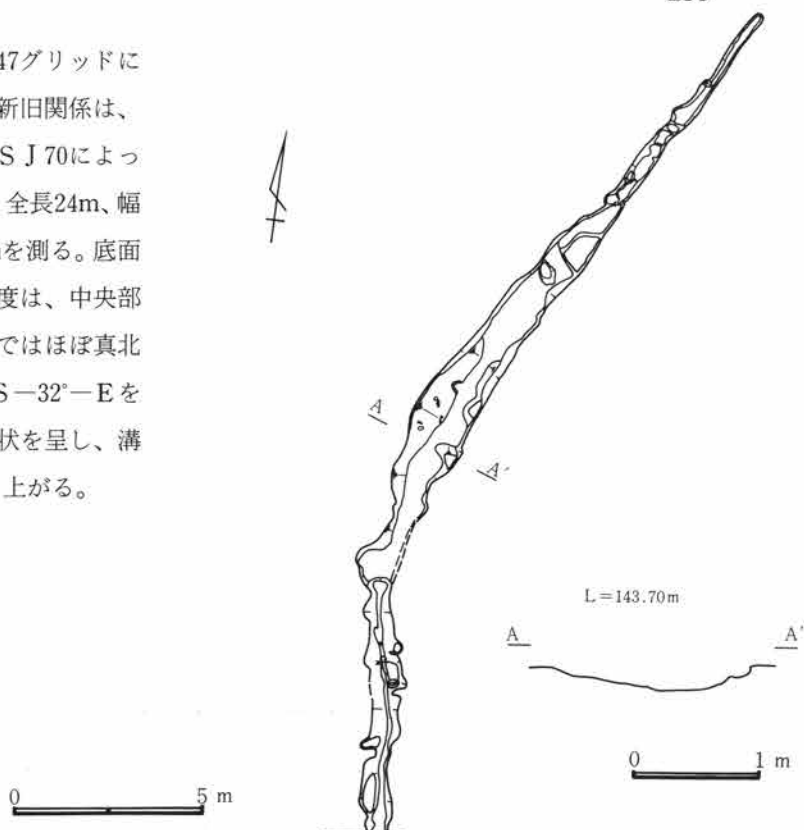 47グリッドに
新旧関係は、
ＳＪ70によっ
全長24m、幅
を測る。底面
度は、中央部
ではほぼ真北
S－32°－Eを
状を呈し、溝
上がる。
A
A′
L＝143.70m
A
A′
0 5 m
0 1 m